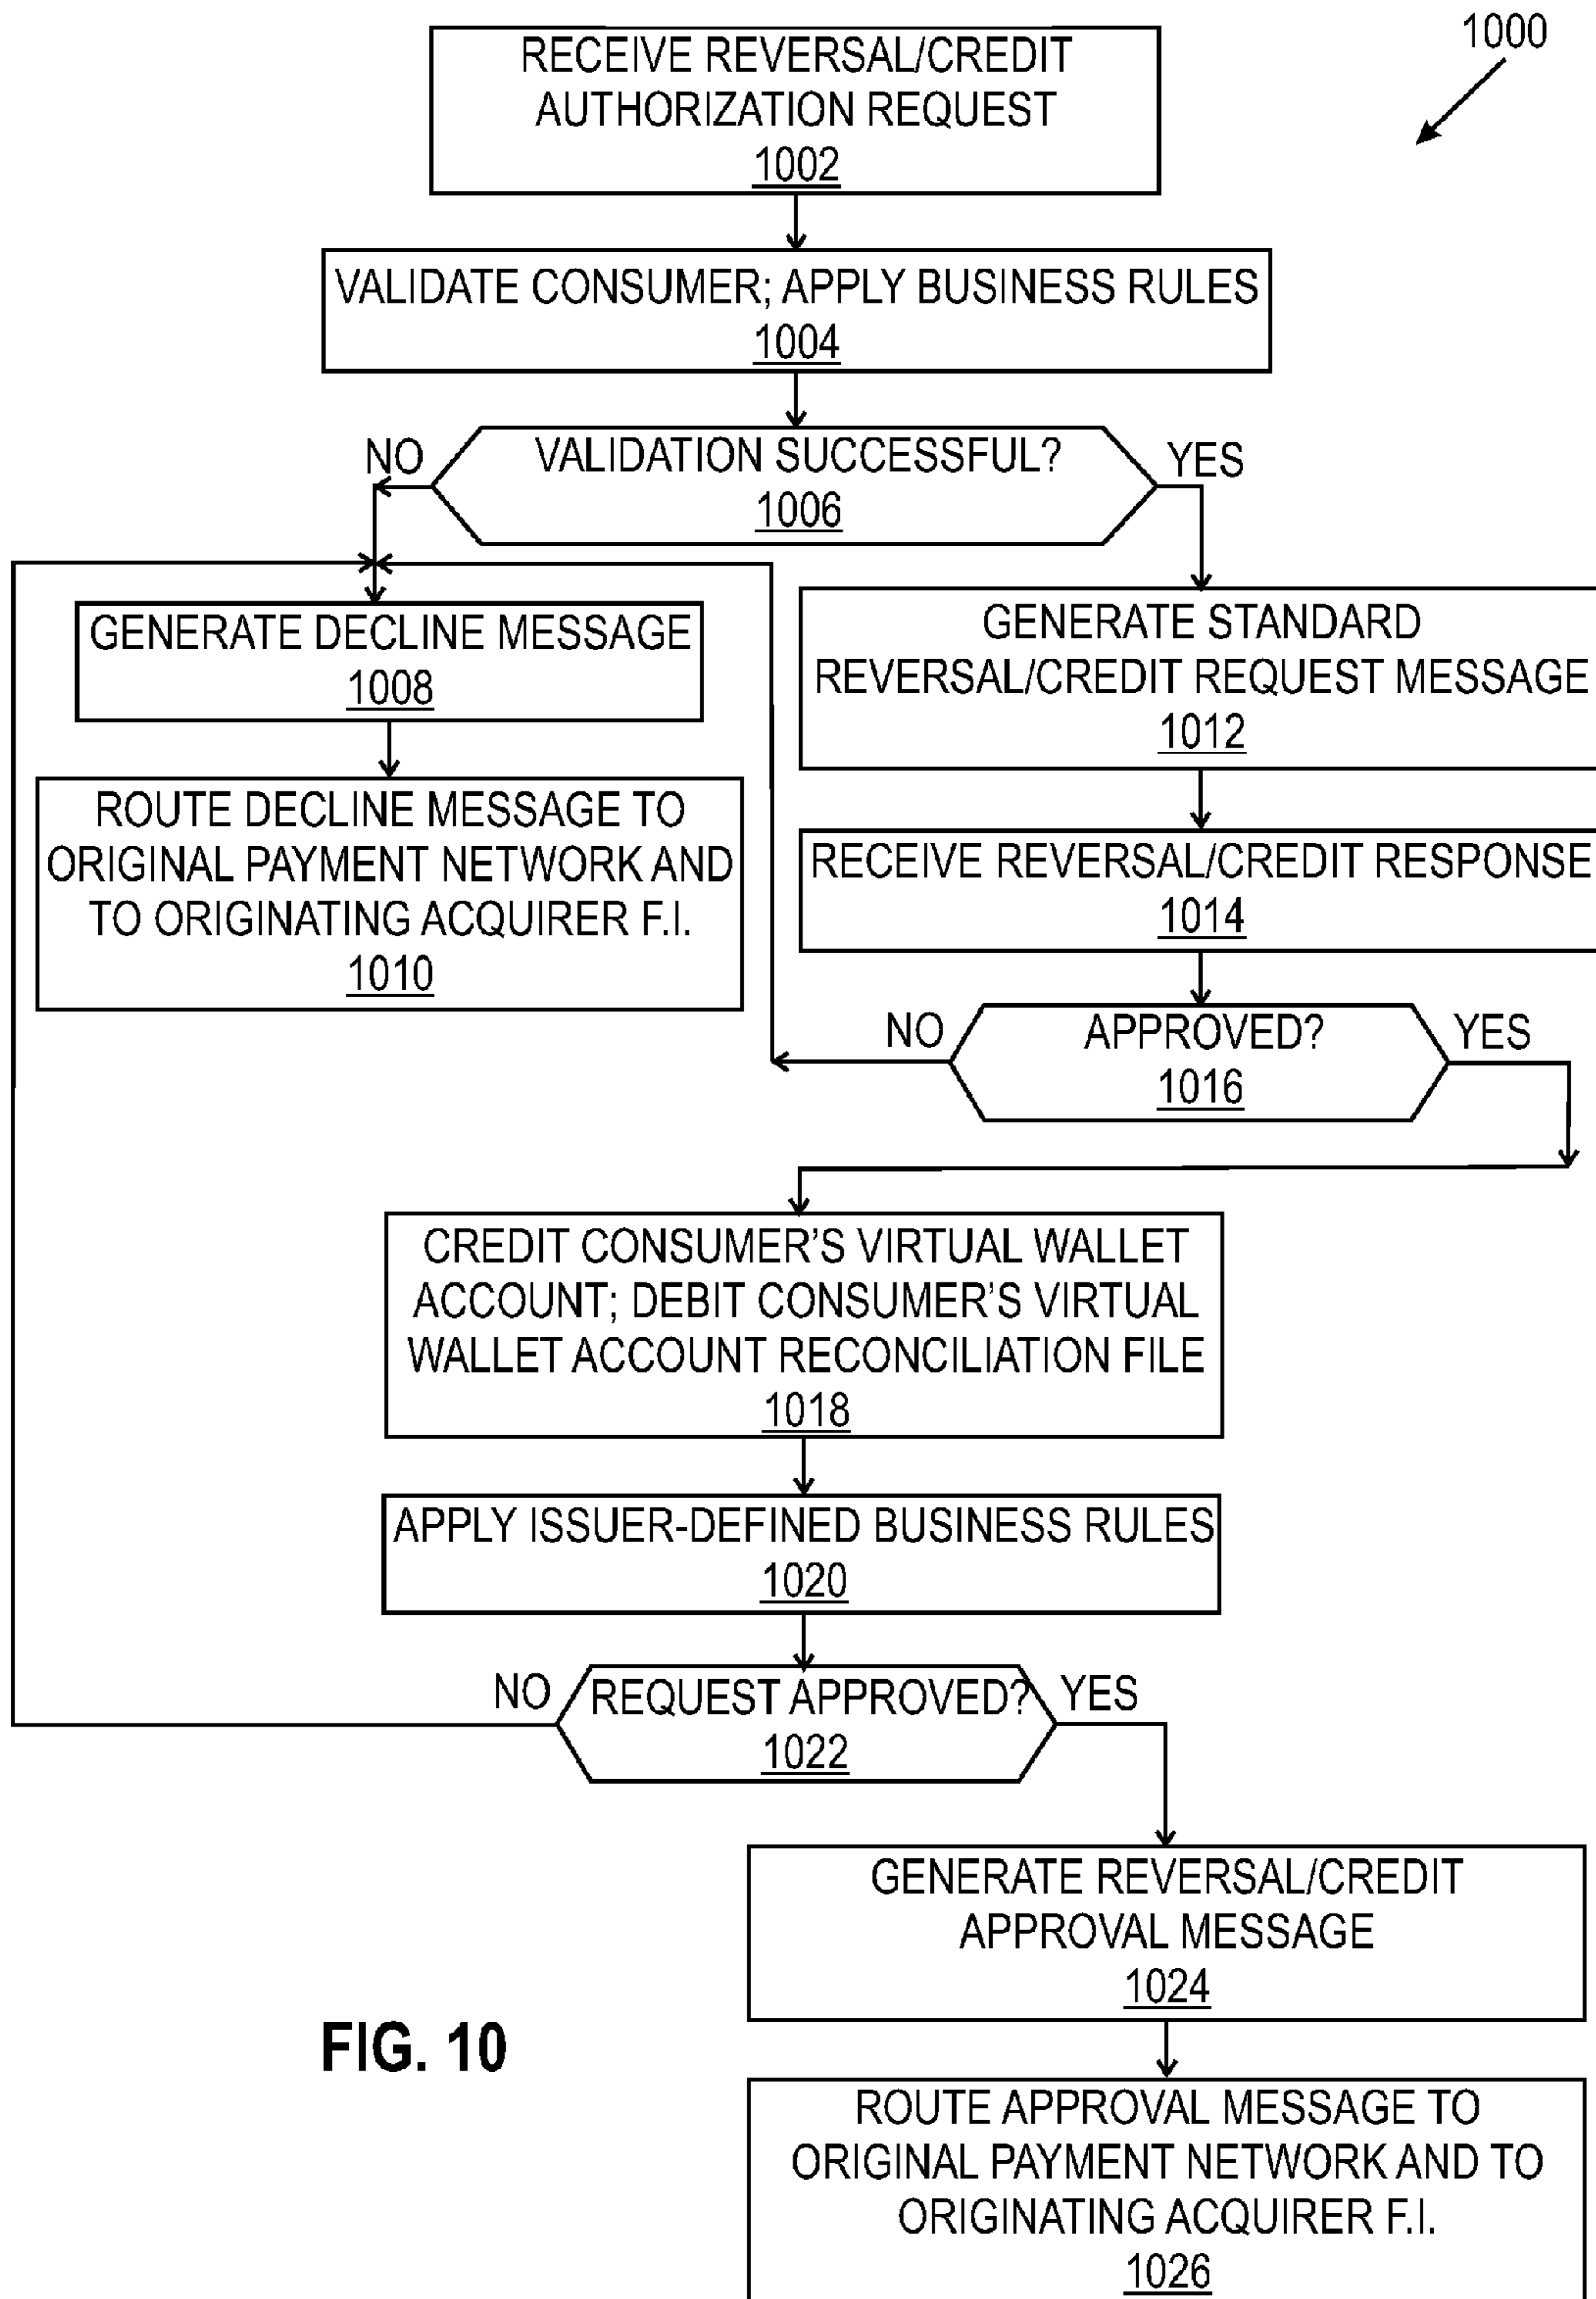 1000
RECEIVE REVERSAL/CREDIT
AUTHORIZATION REQUEST
1002
VALIDATE CONSUMER; APPLY BUSINESS RULES
1004
NO
VALIDATION SUCCESSFUL?
YES
1006
GENERATE DECLINE MESSAGE
1008
ROUTE DECLINE MESSAGE TO
ORIGINAL PAYMENT NETWORK AND
TO ORIGINATING ACQUIRER F.I.
1010
GENERATE STANDARD
REVERSAL/CREDIT REQUEST MESSAGE
1012
RECEIVE REVERSAL/CREDIT RESPONSE
1014
NO
APPROVED?
YES
1016
CREDIT CONSUMER'S VIRTUAL WALLET
ACCOUNT; DEBIT CONSUMER'S VIRTUAL
WALLET ACCOUNT RECONCILIATION FILE
1018
APPLY ISSUER-DEFINED BUSINESS RULES
1020
NO
REQUEST APPROVED?
YES
1022
GENERATE REVERSAL/CREDIT
APPROVAL MESSAGE
1024
ROUTE APPROVAL MESSAGE TO
ORIGINAL PAYMENT NETWORK AND TO
ORIGINATING ACQUIRER F.I.
1026
FIG. 10